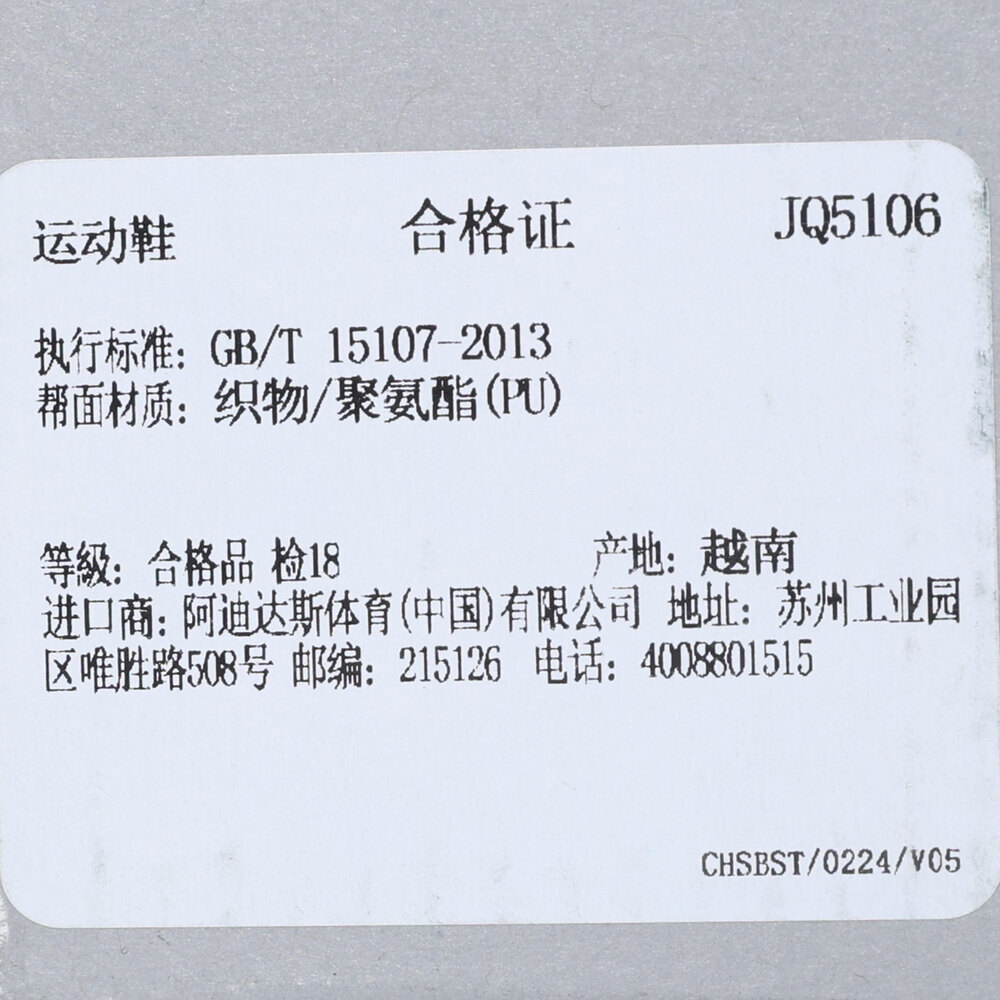 运动鞋 合格证 JQ5106
执行标准: GB/T 15107-2013
帮面材质: 织物/聚氨酯(PU)
等级: 合格品 检18 产地: 越南
进口商: 阿迪达斯体育(中国)有限公司 地址: 苏州工业园
区唯胜路508号 邮编: 215126 电话: 4008801515
CHSBST/0224/V05